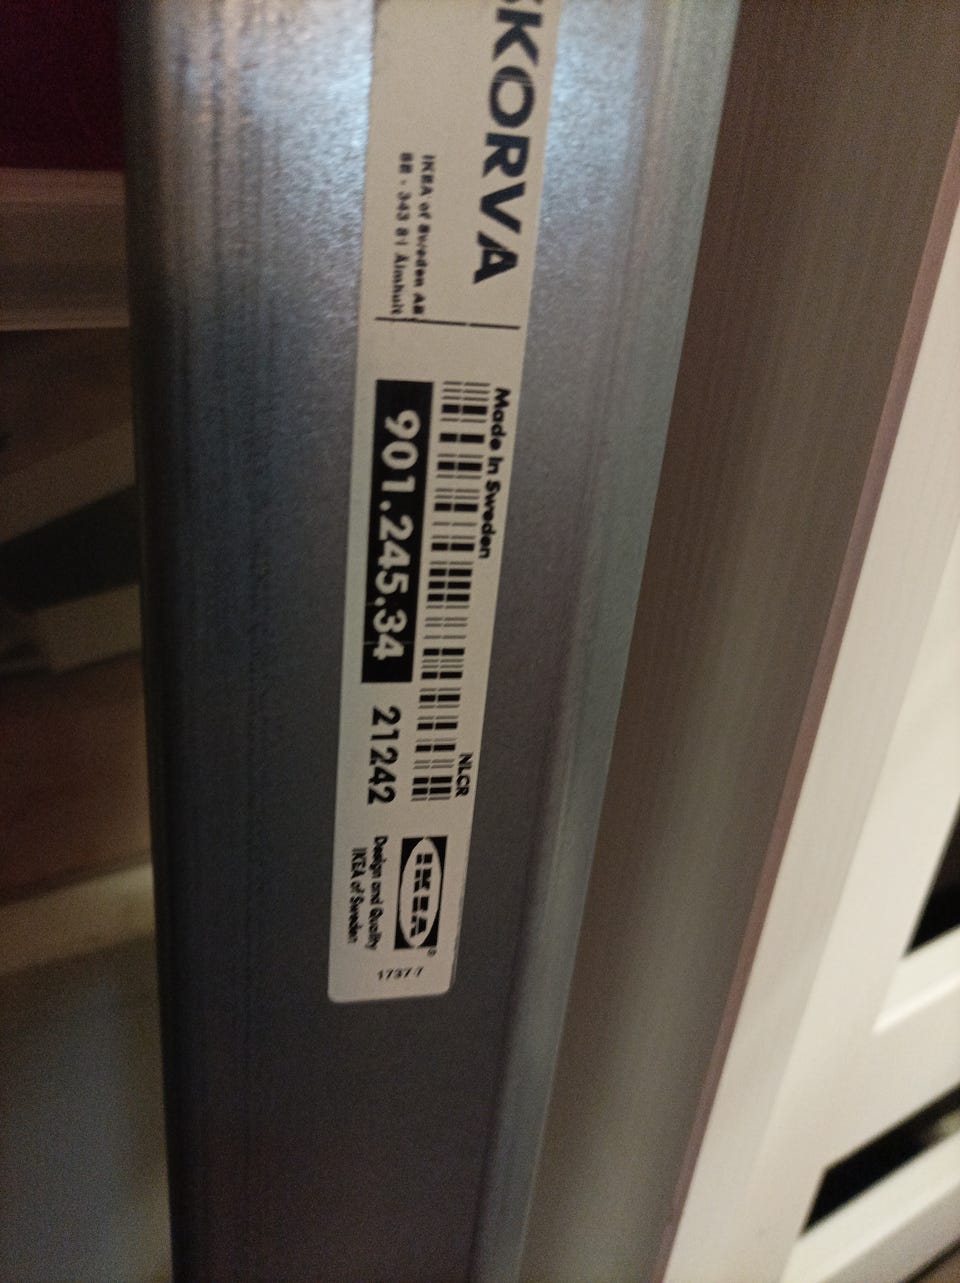 SKORVA
IKEA of Sweden AB
SE - 343 81 Älmhult
Made in Sweden
901.245.34
21242
NLCR
IKEA®
Design and Quality
IKEA of Sweden
1737-7